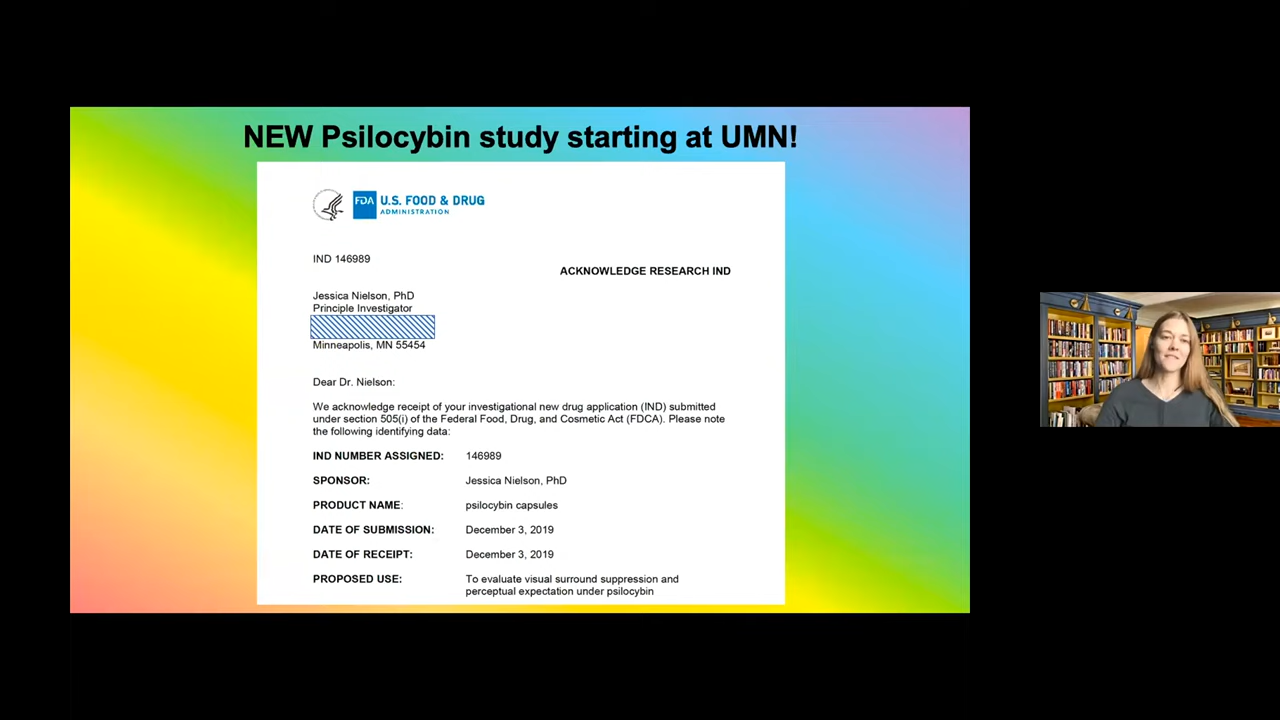 NEW Psilocybin study starting at UMN!
FDA U.S. FOOD & DRUG
ADMINISTRATION
IND 146989
ACKNOWLEDGE RESEARCH IND
Jessica Nielson, PhD
Principle Investigator
Minneapolis, MN 55454
Dear Dr. Nielson:
We acknowledge receipt of your investigational new drug application (IND) submitted
under section 505(i) of the Federal Food, Drug, and Cosmetic Act (FDCA). Please note
the following identifying data:
IND NUMBER ASSIGNED: 146989
SPONSOR: Jessica Nielson, PhD
PRODUCT NAME: psilocybin capsules
DATE OF SUBMISSION: December 3, 2019
DATE OF RECEIPT: December 3, 2019
PROPOSED USE: To evaluate visual surround suppression and
perceptual expectation under psilocybin